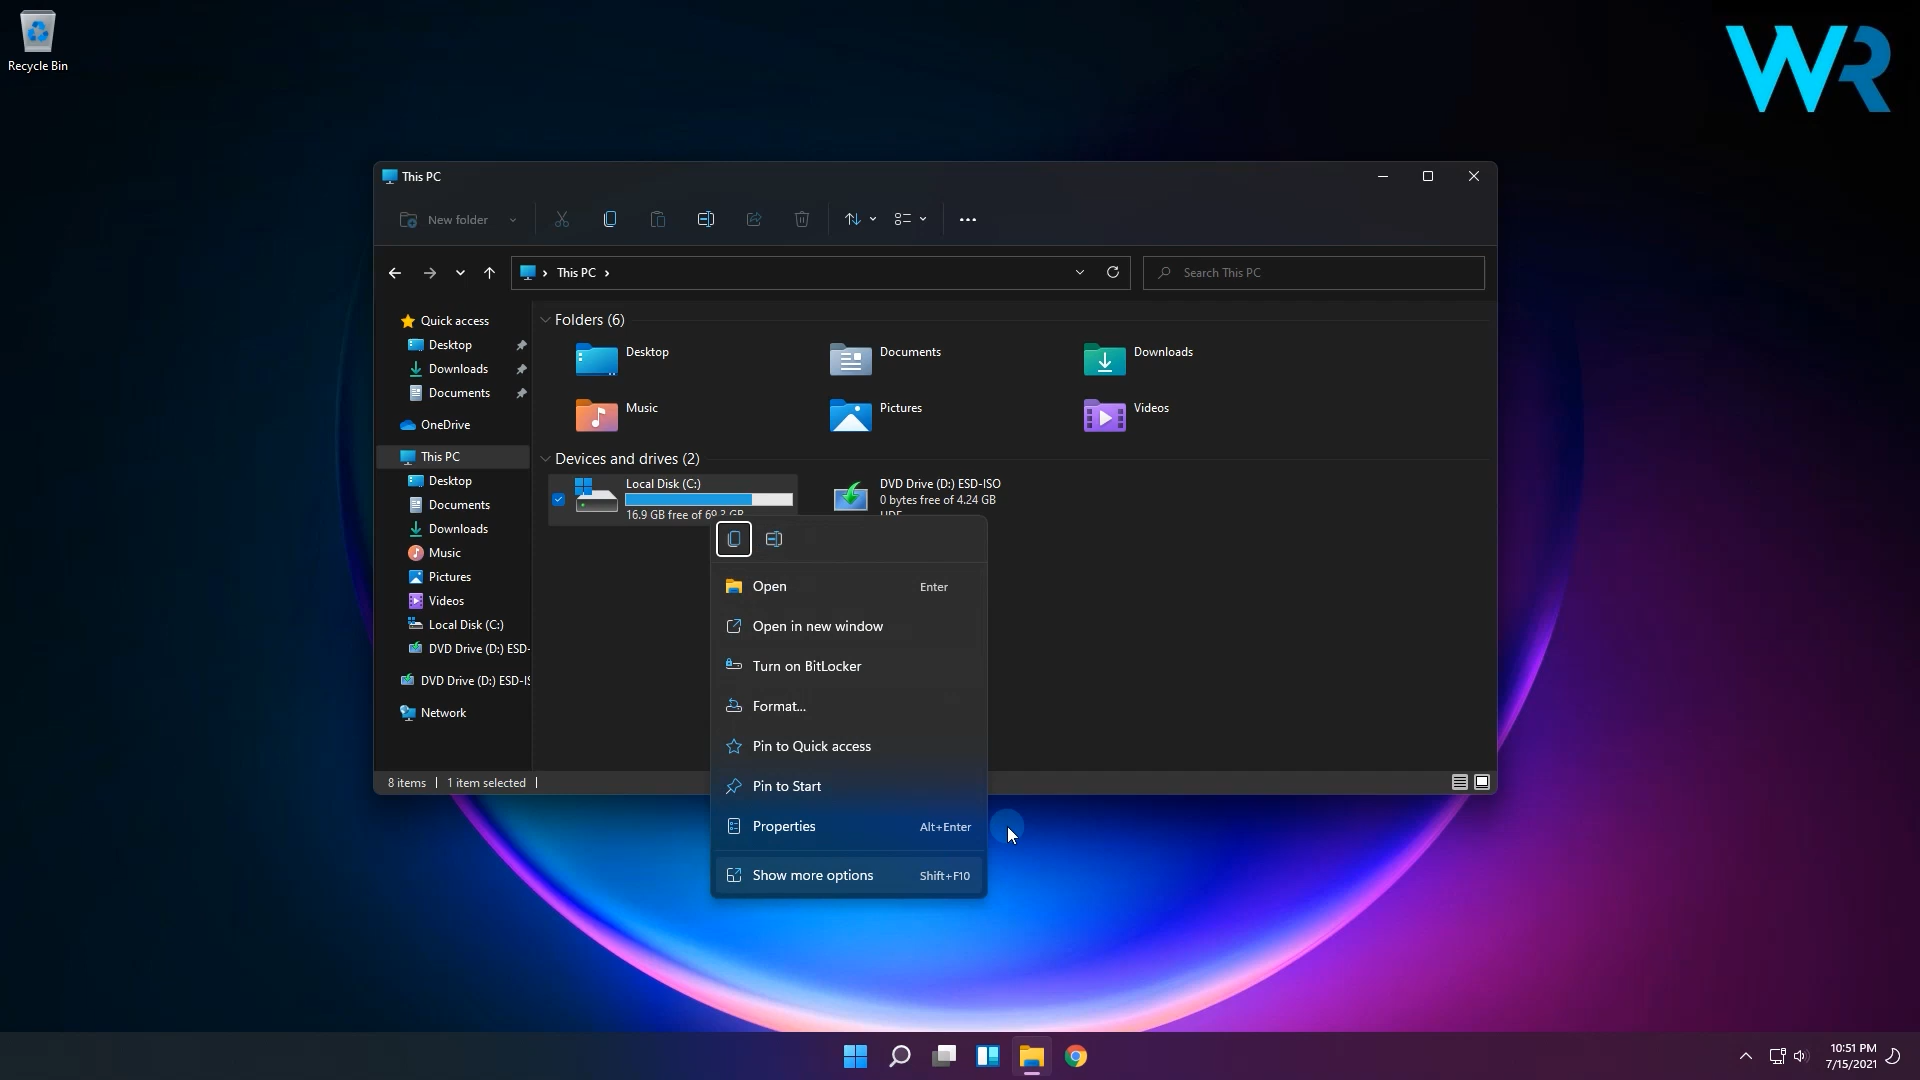 Recycle Bin
WR
This PC
New folder
This PC
Search This PC
Quick access
Desktop
Downloads
Documents
OneDrive
This PC
Desktop
Documents
Downloads
Music
Pictures
Videos
Local Disk (C:)
DVD Drive (D:) ESD-
DVD Drive (D:) ESD-IS
Network
Folders (6)
Desktop
Documents
Downloads
Music
Pictures
Videos
Devices and drives (2)
Local Disk (C:)
16.9 GB free of 69.3 GB
DVD Drive (D:) ESD-ISO
0 bytes free of 4.24 GB
UDF
Open Enter
Open in new window
Turn on BitLocker
Format...
Pin to Quick access
Pin to Start
Properties Alt+Enter
Show more options Shift+F10
8 items 1 item selected
10:51 PM
7/15/2021